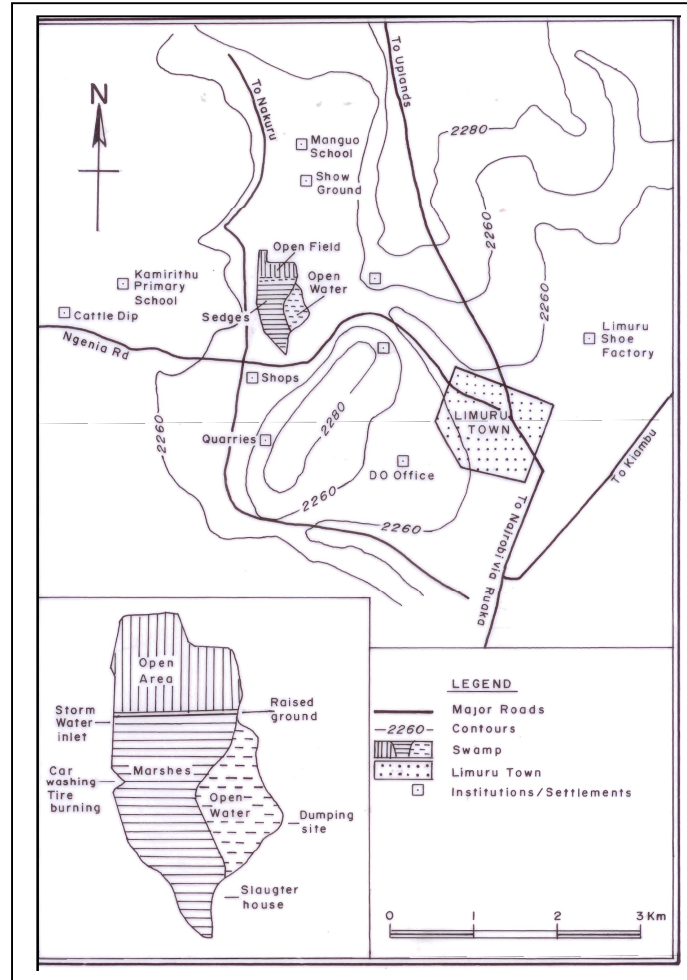 N
To Nakuru
To Uplands
Manguo
School
Show
Ground
2280
2260
Open Field
Open
Water
Kamirithu
Primary
School
Cattle Dip
Sedges
2260
Limuru
Shoe
Factory
Ngenia Rd
Shops
LIMURU
TOWN
2260
2280
Quarries
DO Office
To Kiambu
2260
2260
To Nairobi via Ruaka
Open
Area
Storm
Water
inlet
Raised
ground
Car
washing
Tire
burning
Marshes
Open
Water
Dumping
site
Slaugter
house
LEGEND
Major Roads
2260 Contours
Swamp
Limuru Town
Institutions/Settlements
0 1 2 3 Km